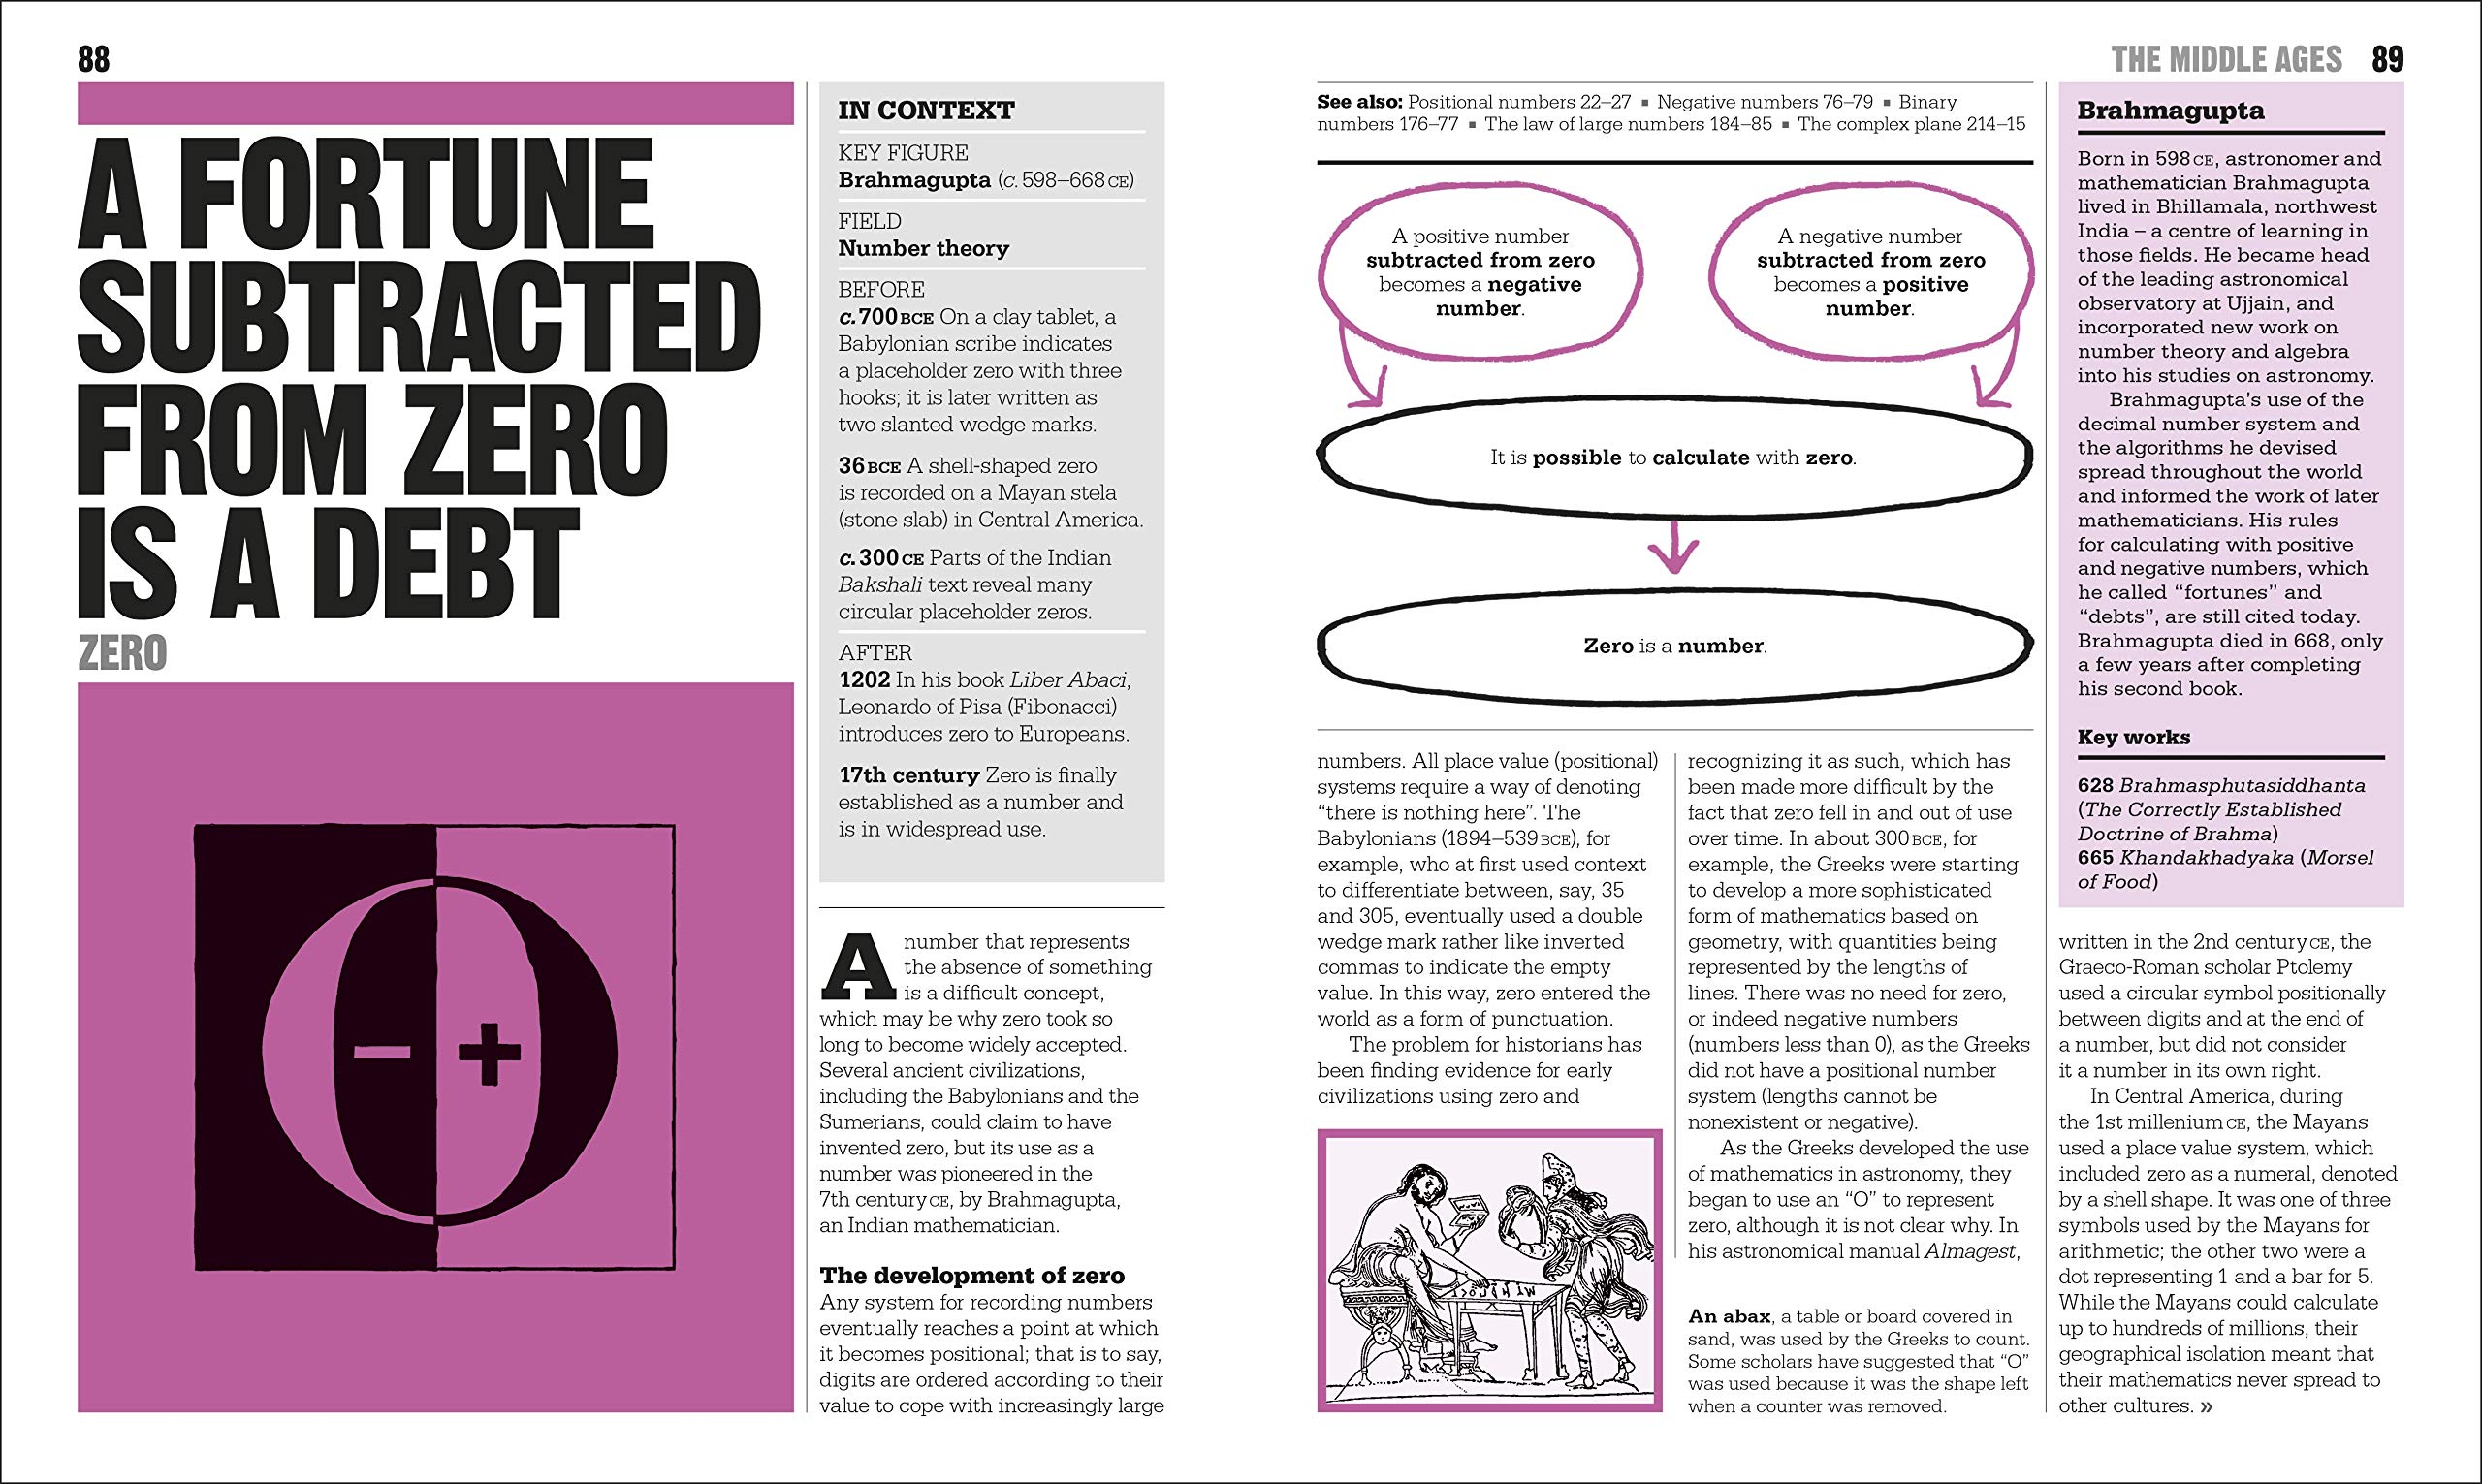 88
A FORTUNE
SUBTRACTED
FROM ZERO
IS A DEBT
ZERO
IN CONTEXT
KEY FIGURE
Brahmagupta (c. 598–668 CE)
FIELD
Number theory
BEFORE
c. 700 BCE On a clay tablet, a
Babylonian scribe indicates
a placeholder zero with three
hooks; it is later written as
two slanted wedge marks.
36 BCE A shell-shaped zero
is recorded on a Mayan stela
(stone slab) in Central America.
c. 300 CE Parts of the Indian
Bakshali text reveal many
circular placeholder zeros.
AFTER
1202 In his book Liber Abaci,
Leonardo of Pisa (Fibonacci)
introduces zero to Europeans.
17th century Zero is finally
established as a number and
is in widespread use.
A number that represents
the absence of something
is a difficult concept,
which may be why zero took so
long to become widely accepted.
Several ancient civilizations,
including the Babylonians and the
Sumerians, could claim to have
invented zero, but its use as a
number was pioneered in the
7th century CE, by Brahmagupta,
an Indian mathematician.
The development of zero
Any system for recording numbers
eventually reaches a point at which
it becomes positional; that is to say,
digits are ordered according to their
value to cope with increasingly large
THE MIDDLE AGES 89
See also: Positional numbers 22–27 ▪ Negative numbers 76–79 ▪ Binary
numbers 176–77 ▪ The law of large numbers 184–85 ▪ The complex plane 214–15
A positive number
subtracted from zero
becomes a negative
number.
A negative number
subtracted from zero
becomes a positive
number.
It is possible to calculate with zero.
Zero is a number.
numbers. All place value (positional)
systems require a way of denoting
“there is nothing here”. The
Babylonians (1894–539 BCE), for
example, who at first used context
to differentiate between, say, 35
and 305, eventually used a double
wedge mark rather like inverted
commas to indicate the empty
value. In this way, zero entered the
world as a form of punctuation.
The problem for historians has
been finding evidence for early
civilizations using zero and
recognizing it as such, which has
been made more difficult by the
fact that zero fell in and out of use
over time. In about 300 BCE, for
example, the Greeks were starting
to develop a more sophisticated
form of mathematics based on
geometry, with quantities being
represented by the lengths of
lines. There was no need for zero,
or indeed negative numbers
(numbers less than 0), as the Greeks
did not have a positional number
system (lengths cannot be
nonexistent or negative).
As the Greeks developed the use
of mathematics in astronomy, they
began to use an “O” to represent
zero, although it is not clear why. In
his astronomical manual Almagest,
An abax, a table or board covered in
sand, was used by the Greeks to count.
Some scholars have suggested that “O”
was used because it was the shape left
when a counter was removed.
Brahmagupta
Born in 598 CE, astronomer and
mathematician Brahmagupta
lived in Bhillamala, northwest
India – a centre of learning in
those fields. He became head
of the leading astronomical
observatory at Ujjain, and
incorporated new work on
number theory and algebra
into his studies on astronomy.
Brahmagupta’s use of the
decimal number system and
the algorithms he devised
spread throughout the world
and informed the work of later
mathematicians. His rules
for calculating with positive
and negative numbers, which
he called “fortunes” and
“debts”, are still cited today.
Brahmagupta died in 668, only
a few years after completing
his second book.
Key works
628 Brahmasphutasiddhanta
(The Correctly Established
Doctrine of Brahma)
665 Khandakhadyaka (Morsel
of Food)
written in the 2nd century CE, the
Graeco-Roman scholar Ptolemy
used a circular symbol positionally
between digits and at the end of
a number, but did not consider
it a number in its own right.
In Central America, during
the 1st millenium CE, the Mayans
used a place value system, which
included zero as a numeral, denoted
by a shell shape. It was one of three
symbols used by the Mayans for
arithmetic; the other two were a
dot representing 1 and a bar for 5.
While the Mayans could calculate
up to hundreds of millions, their
geographical isolation meant that
their mathematics never spread to
other cultures. »